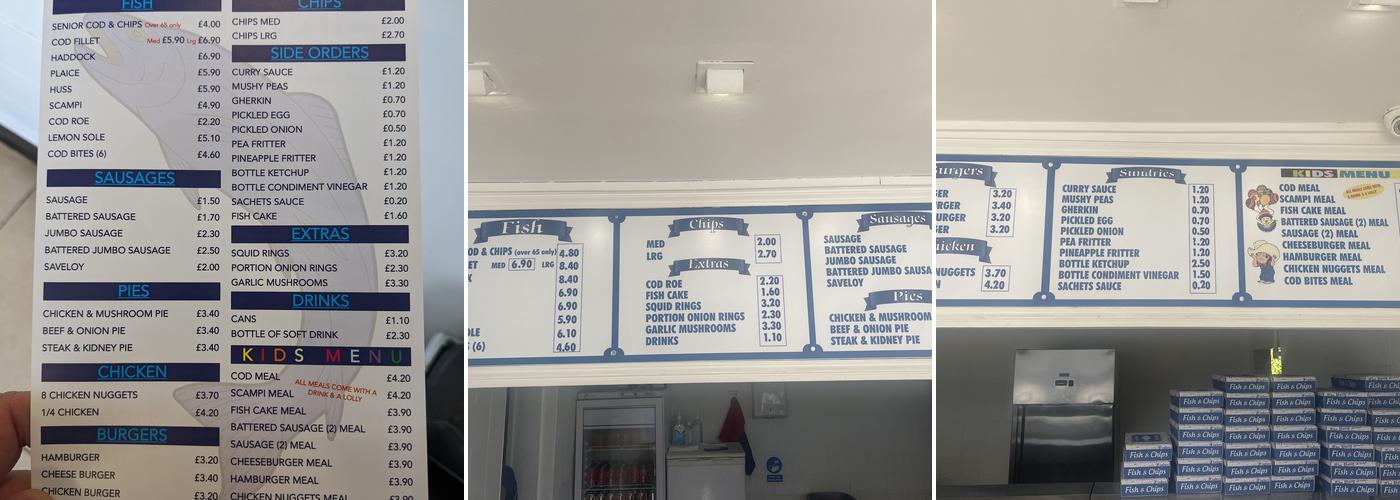 FISH
SENIOR COD & CHIPS Over 65 only £4.00
COD FILLET Med £5.90 Lrg £6.90
HADDOCK £6.90
PLAICE £5.90
HUSS £5.90
SCAMPI £4.90
COD ROE £2.20
LEMON SOLE £5.10
COD BITES (6) £4.60
SAUSAGES
SAUSAGE £1.50
BATTERED SAUSAGE £1.70
JUMBO SAUSAGE £2.30
BATTERED JUMBO SAUSAGE £2.50
SAVELOY £2.00
PIES
CHICKEN & MUSHROOM PIE £3.40
BEEF & ONION PIE £3.40
STEAK & KIDNEY PIE £3.40
CHICKEN
8 CHICKEN NUGGETS £3.70
1/4 CHICKEN £4.20
BURGERS
HAMBURGER £3.20
CHEESE BURGER £3.40
CHICKEN BURGER £3.20
CHIPS
CHIPS MED £2.00
CHIPS LRG £2.70
SIDE ORDERS
CURRY SAUCE £1.20
MUSHY PEAS £1.20
GHERKIN £0.70
PICKLED EGG £0.70
PICKLED ONION £0.50
PEA FRITTER £1.20
PINEAPPLE FRITTER £1.20
BOTTLE KETCHUP £1.20
BOTTLE CONDIMENT VINEGAR £1.20
SACHETS SAUCE £0.20
FISH CAKE £1.60
EXTRAS
SQUID RINGS £3.20
PORTION ONION RINGS £2.30
GARLIC MUSHROOMS £3.30
DRINKS
CANS £1.10
BOTTLE OF SOFT DRINK £2.30
KIDS MENU
COD MEAL £4.20
ALL MEALS COME WITH A
DRINK & A LOLLY
SCAMPI MEAL £4.20
FISH CAKE MEAL £3.90
BATTERED SAUSAGE (2) MEAL £3.90
SAUSAGE (2) MEAL £3.90
CHEESEBURGER MEAL £3.90
HAMBURGER MEAL £3.90
CHICKEN NUGGETS MEAL £3.90
Fish
OD & CHIPS (over 65 only) 4.80
ET MED 6.90 LRG 8.40
K 8.40
6.90
6.90
5.90
OLE 6.10
(6) 4.60
Chips
MED 2.00
LRG 2.70
Extras
COD ROE 2.20
FISH CAKE 1.60
SQUID RINGS 3.20
PORTION ONION RINGS 2.30
GARLIC MUSHROOMS 3.30
DRINKS 1.10
Sausages
SAUSAGE
BATTERED SAUSAGE
JUMBO SAUSAGE
BATTERED JUMBO SAUSA
SAVELOY
Pies
CHICKEN & MUSHROOM
BEEF & ONION PIE
STEAK & KIDNEY PIE
urgers
ER 3.20
RGER 3.40
URGER 3.20
ER 3.20
icken
NUGGETS 3.70
N 4.20
Sundries
CURRY SAUCE 1.20
MUSHY PEAS 1.20
GHERKIN 0.70
PICKLED EGG 0.70
PICKLED ONION 0.50
PEA FRITTER 1.20
PINEAPPLE FRITTER 1.20
BOTTLE KETCHUP 2.50
BOTTLE CONDIMENT VINEGAR 1.50
SACHETS SAUCE 0.20
KIDS MENU
COD MEAL
SCAMPI MEAL
FISH CAKE MEAL
BATTERED SAUSAGE (2) MEAL
SAUSAGE (2) MEAL
CHEESEBURGER MEAL
HAMBURGER MEAL
CHICKEN NUGGETS MEAL
COD BITES MEAL
ALL MEALS COME WITH
A DRINK & A LOLLY
Fish & Chips